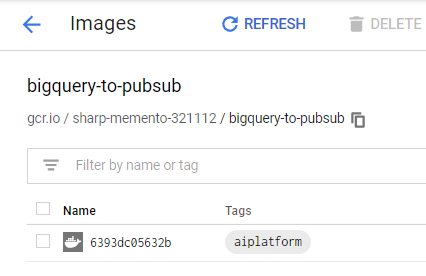 Images REFRESH DELETE
bigquery-to-pubsub
gcr.io / sharp-memento-321112 / bigquery-to-pubsub
Filter by name or tag
Name Tags
6393dc05632b aiplatform